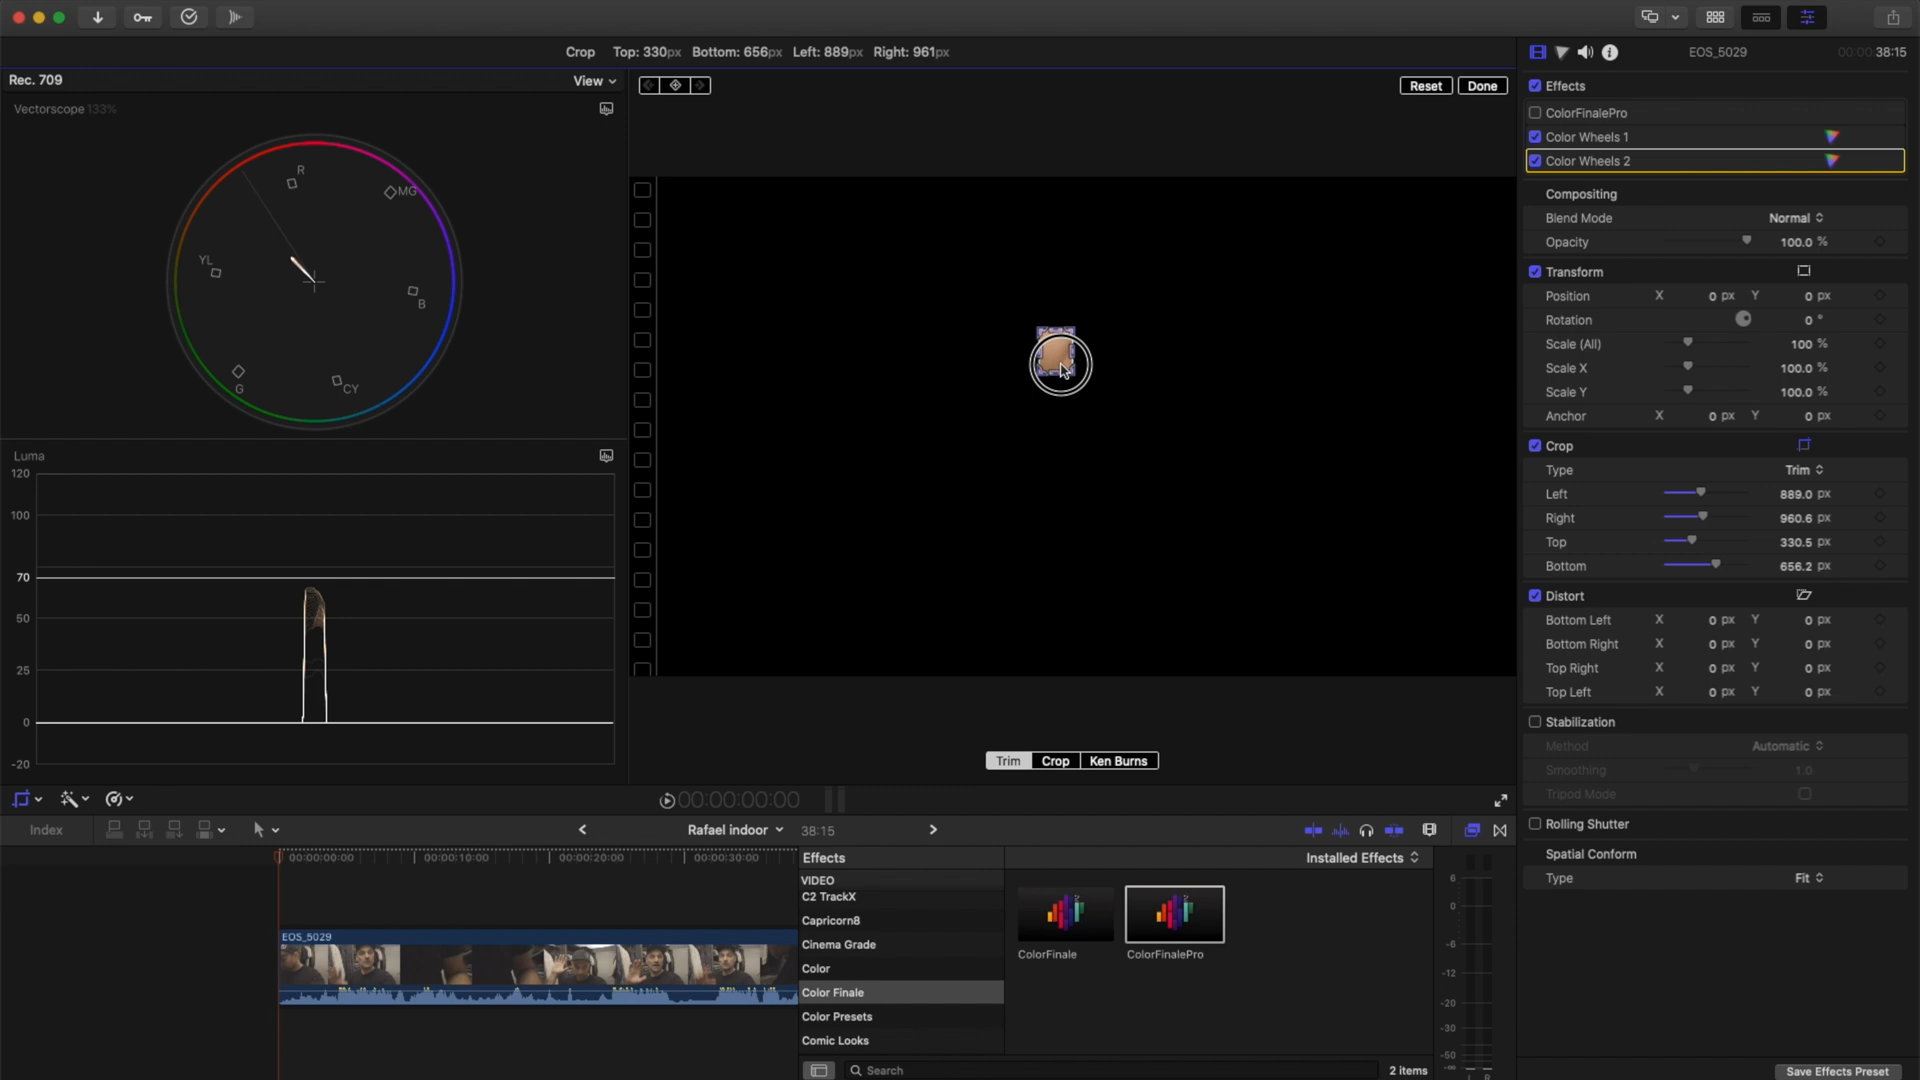 Crop Top: 330px Bottom: 656px Left: 889px Right: 961px
EOS_5029 00:00:38:15
Rec. 709 View
Vectorscope 133%
R
MG
YL
B
G
CY
Luma
120
100
70
50
25
0
-20
Reset Done
Trim Crop Ken Burns
00:00:00:00
Effects
ColorFinalePro
Color Wheels 1
Color Wheels 2
Compositing
Blend Mode Normal
Opacity 100.0 %
Transform
Position X 0 px Y 0 px
Rotation 0 °
Scale (All) 100 %
Scale X 100.0 %
Scale Y 100.0 %
Anchor X 0 px Y 0 px
Crop
Type Trim
Left 889.0 px
Right 960.6 px
Top 330.5 px
Bottom 656.2 px
Distort
Bottom Left X 0 px Y 0 px
Bottom Right X 0 px Y 0 px
Top Right X 0 px Y 0 px
Top Left X 0 px Y 0 px
Stabilization
Method Automatic
Smoothing 1.0
Tripod Mode
Rolling Shutter
Spatial Conform
Type Fit
Save Effects Preset
Index Rafael indoor 38:15
00:00:00:00 00:00:10:00 00:00:20:00 00:00:30:00
EOS_5029
Effects Installed Effects
VIDEO
C2 TrackX
Capricorn8
Cinema Grade
Color
Color Finale
Color Presets
Comic Looks
ColorFinale ColorFinalePro
Search 2 items
6
0
-6
-12
-20
-30
-50
-∞
L R